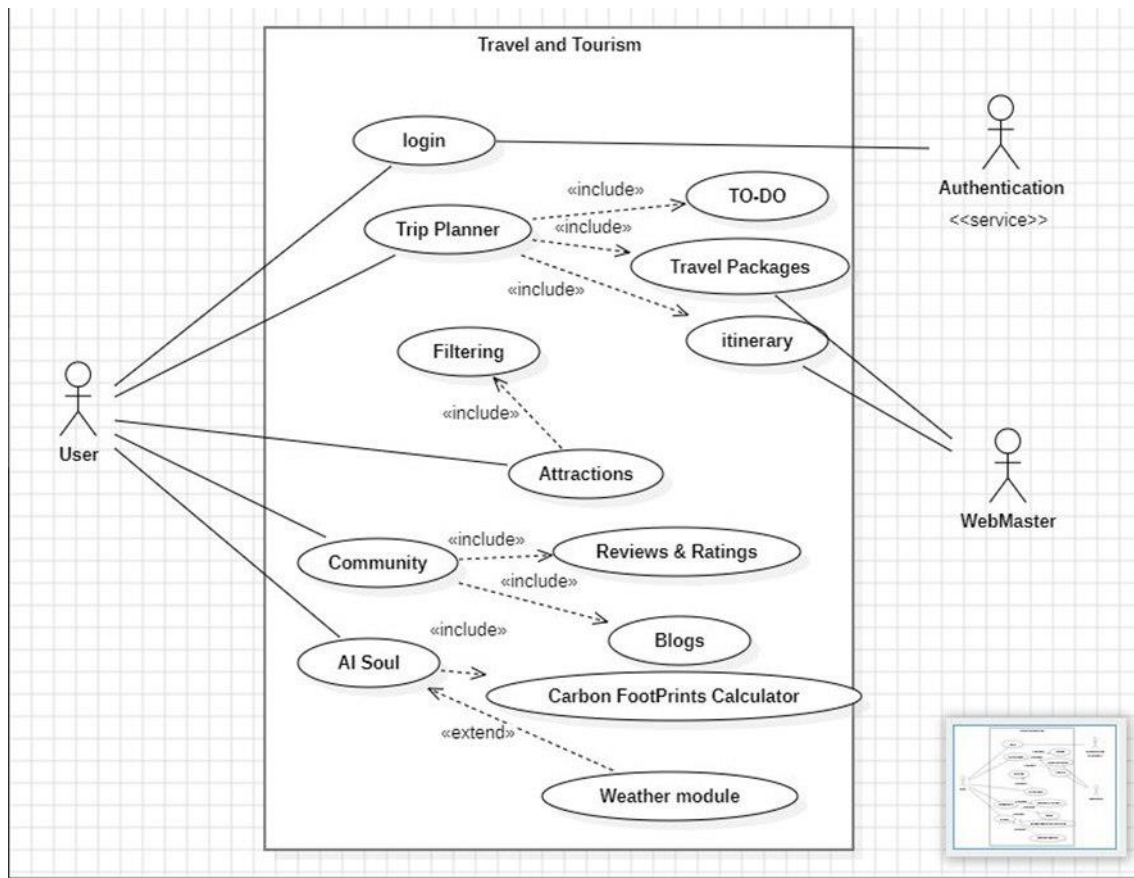 Travel and Tourism
login
Authentication
<<service>>
«include»
TO-DO
Trip Planner
«include»
Travel Packages
«include»
itinerary
Filtering
«include»
User
Attractions
WebMaster
«include»
Reviews & Ratings
Community
«include»
«include»
Blogs
AI Soul
Carbon FootPrints Calculator
«extend»
Weather module